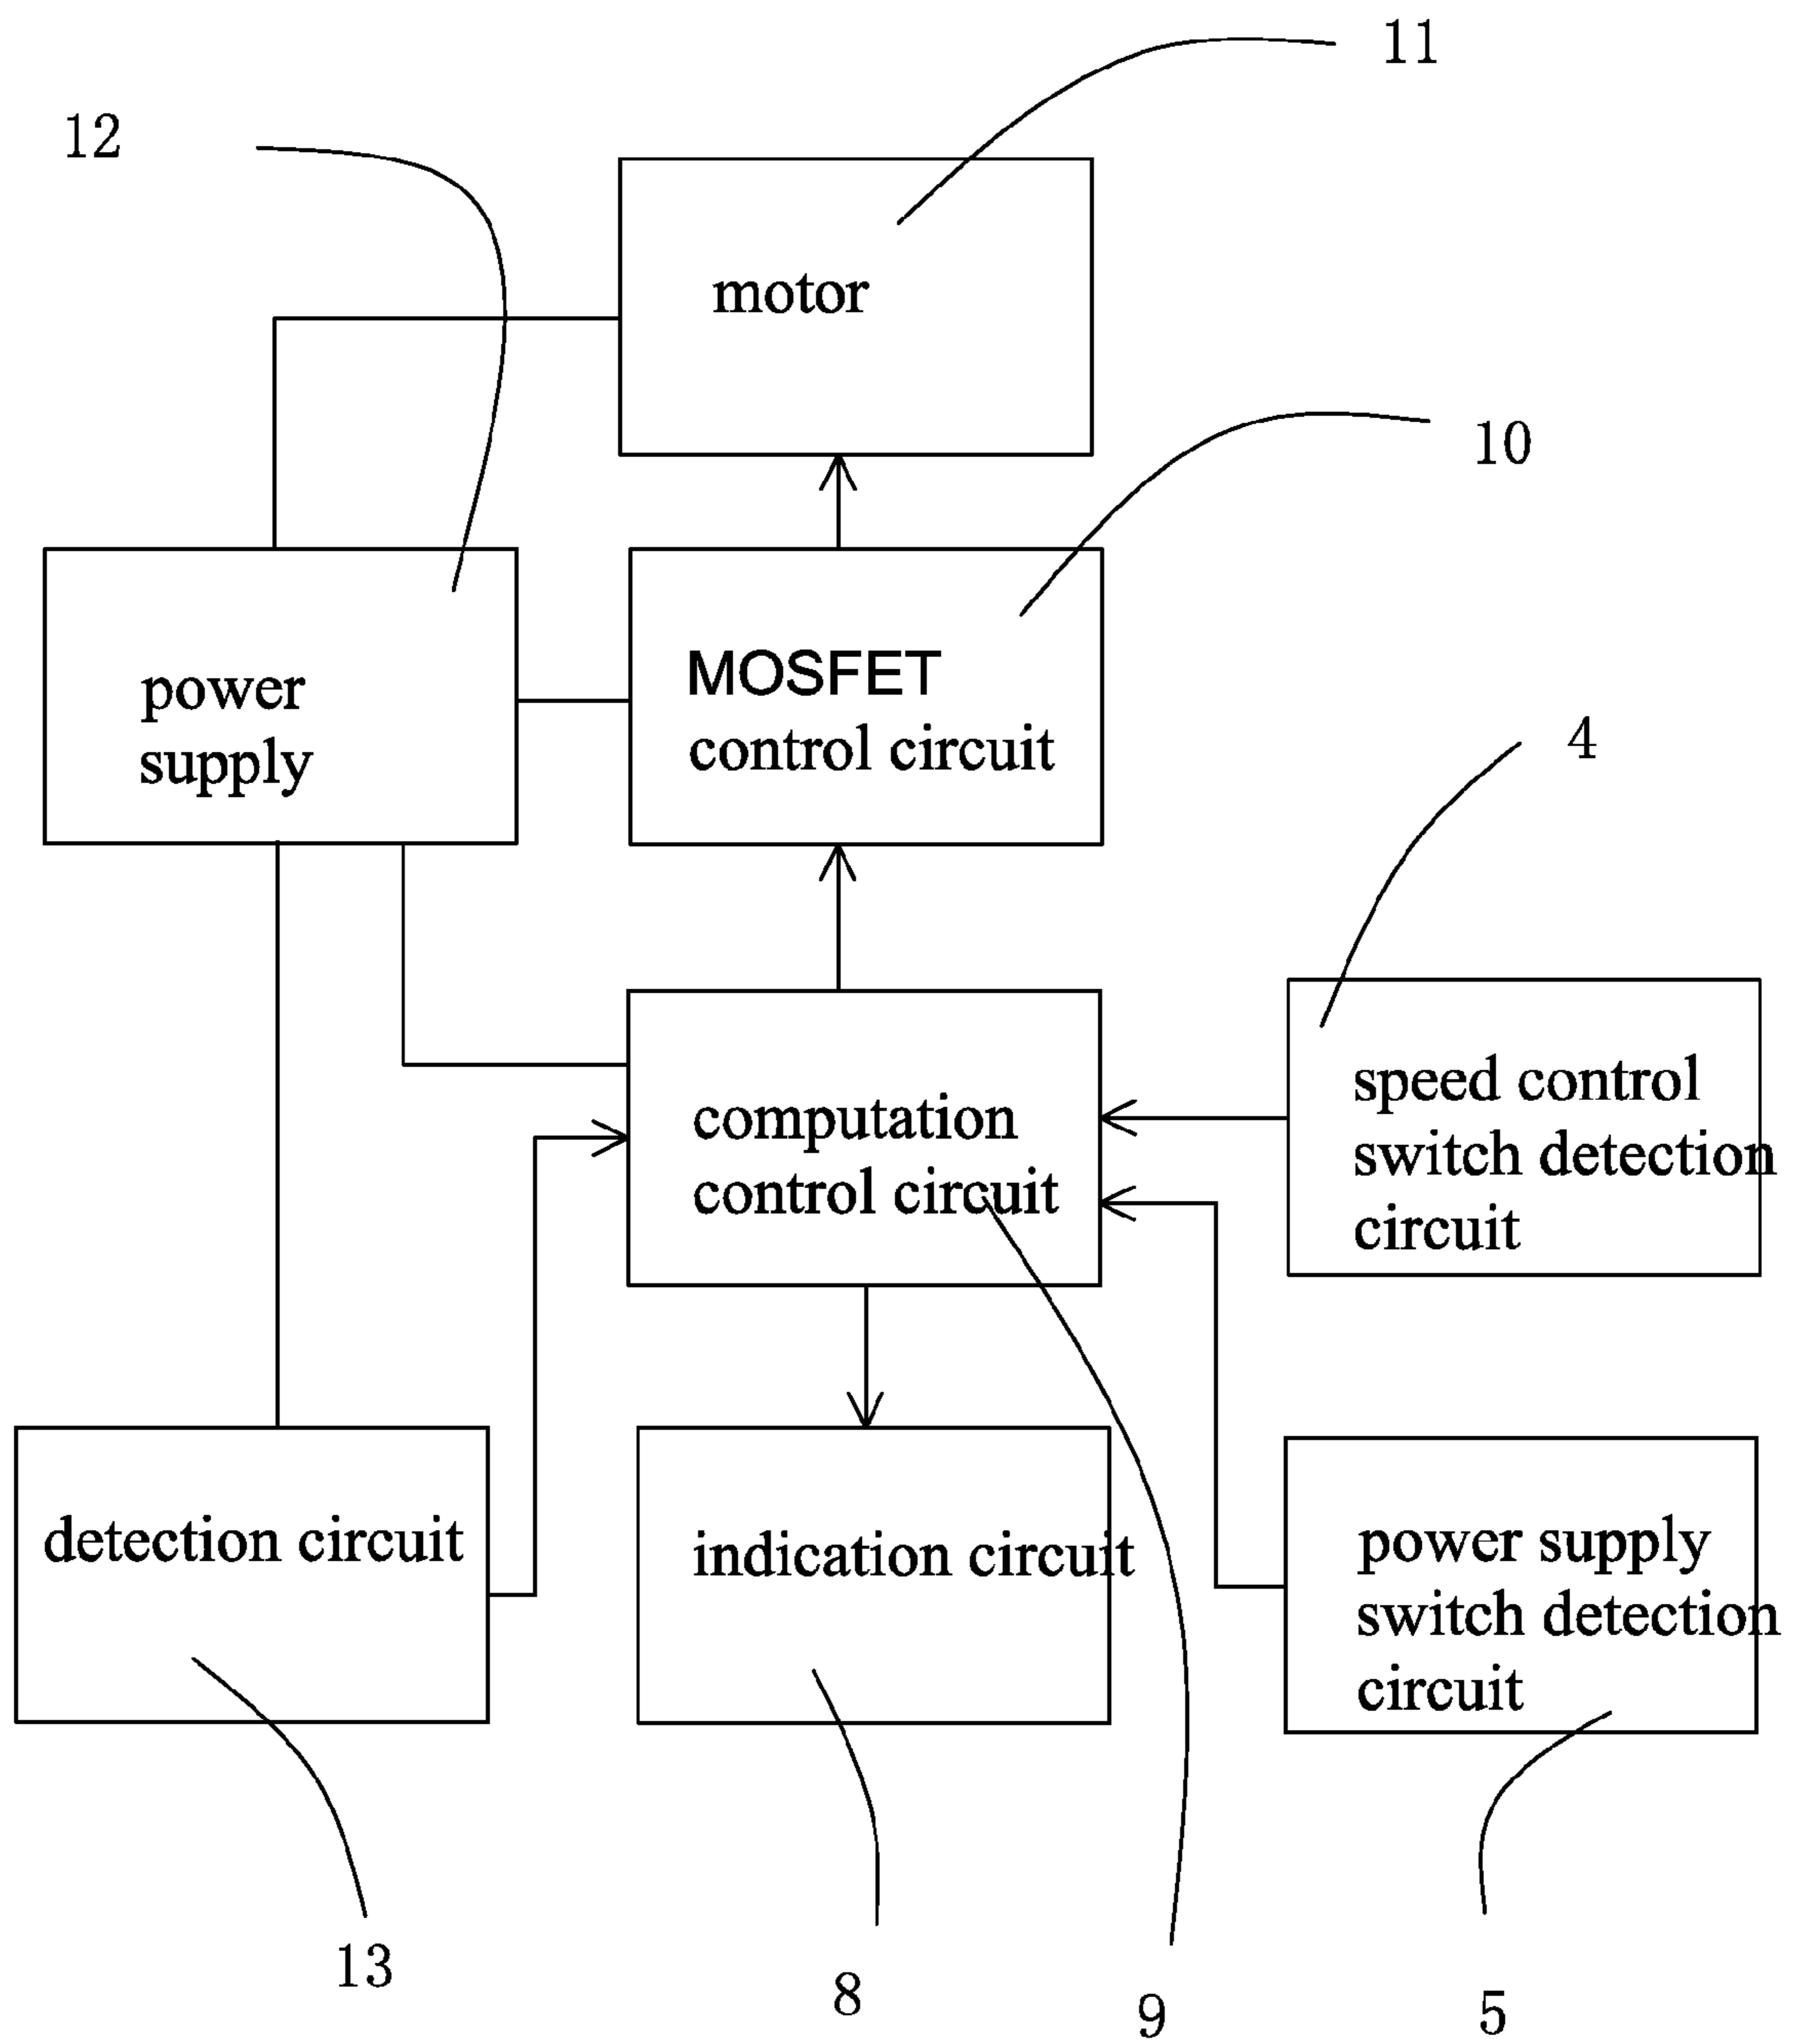 11
12
motor
10
power
supply
MOSFET
control circuit
4
speed control
switch detection
circuit
computation
control circuit
detection circuit
indication circuit
power supply
switch detection
circuit
13
8
9
5